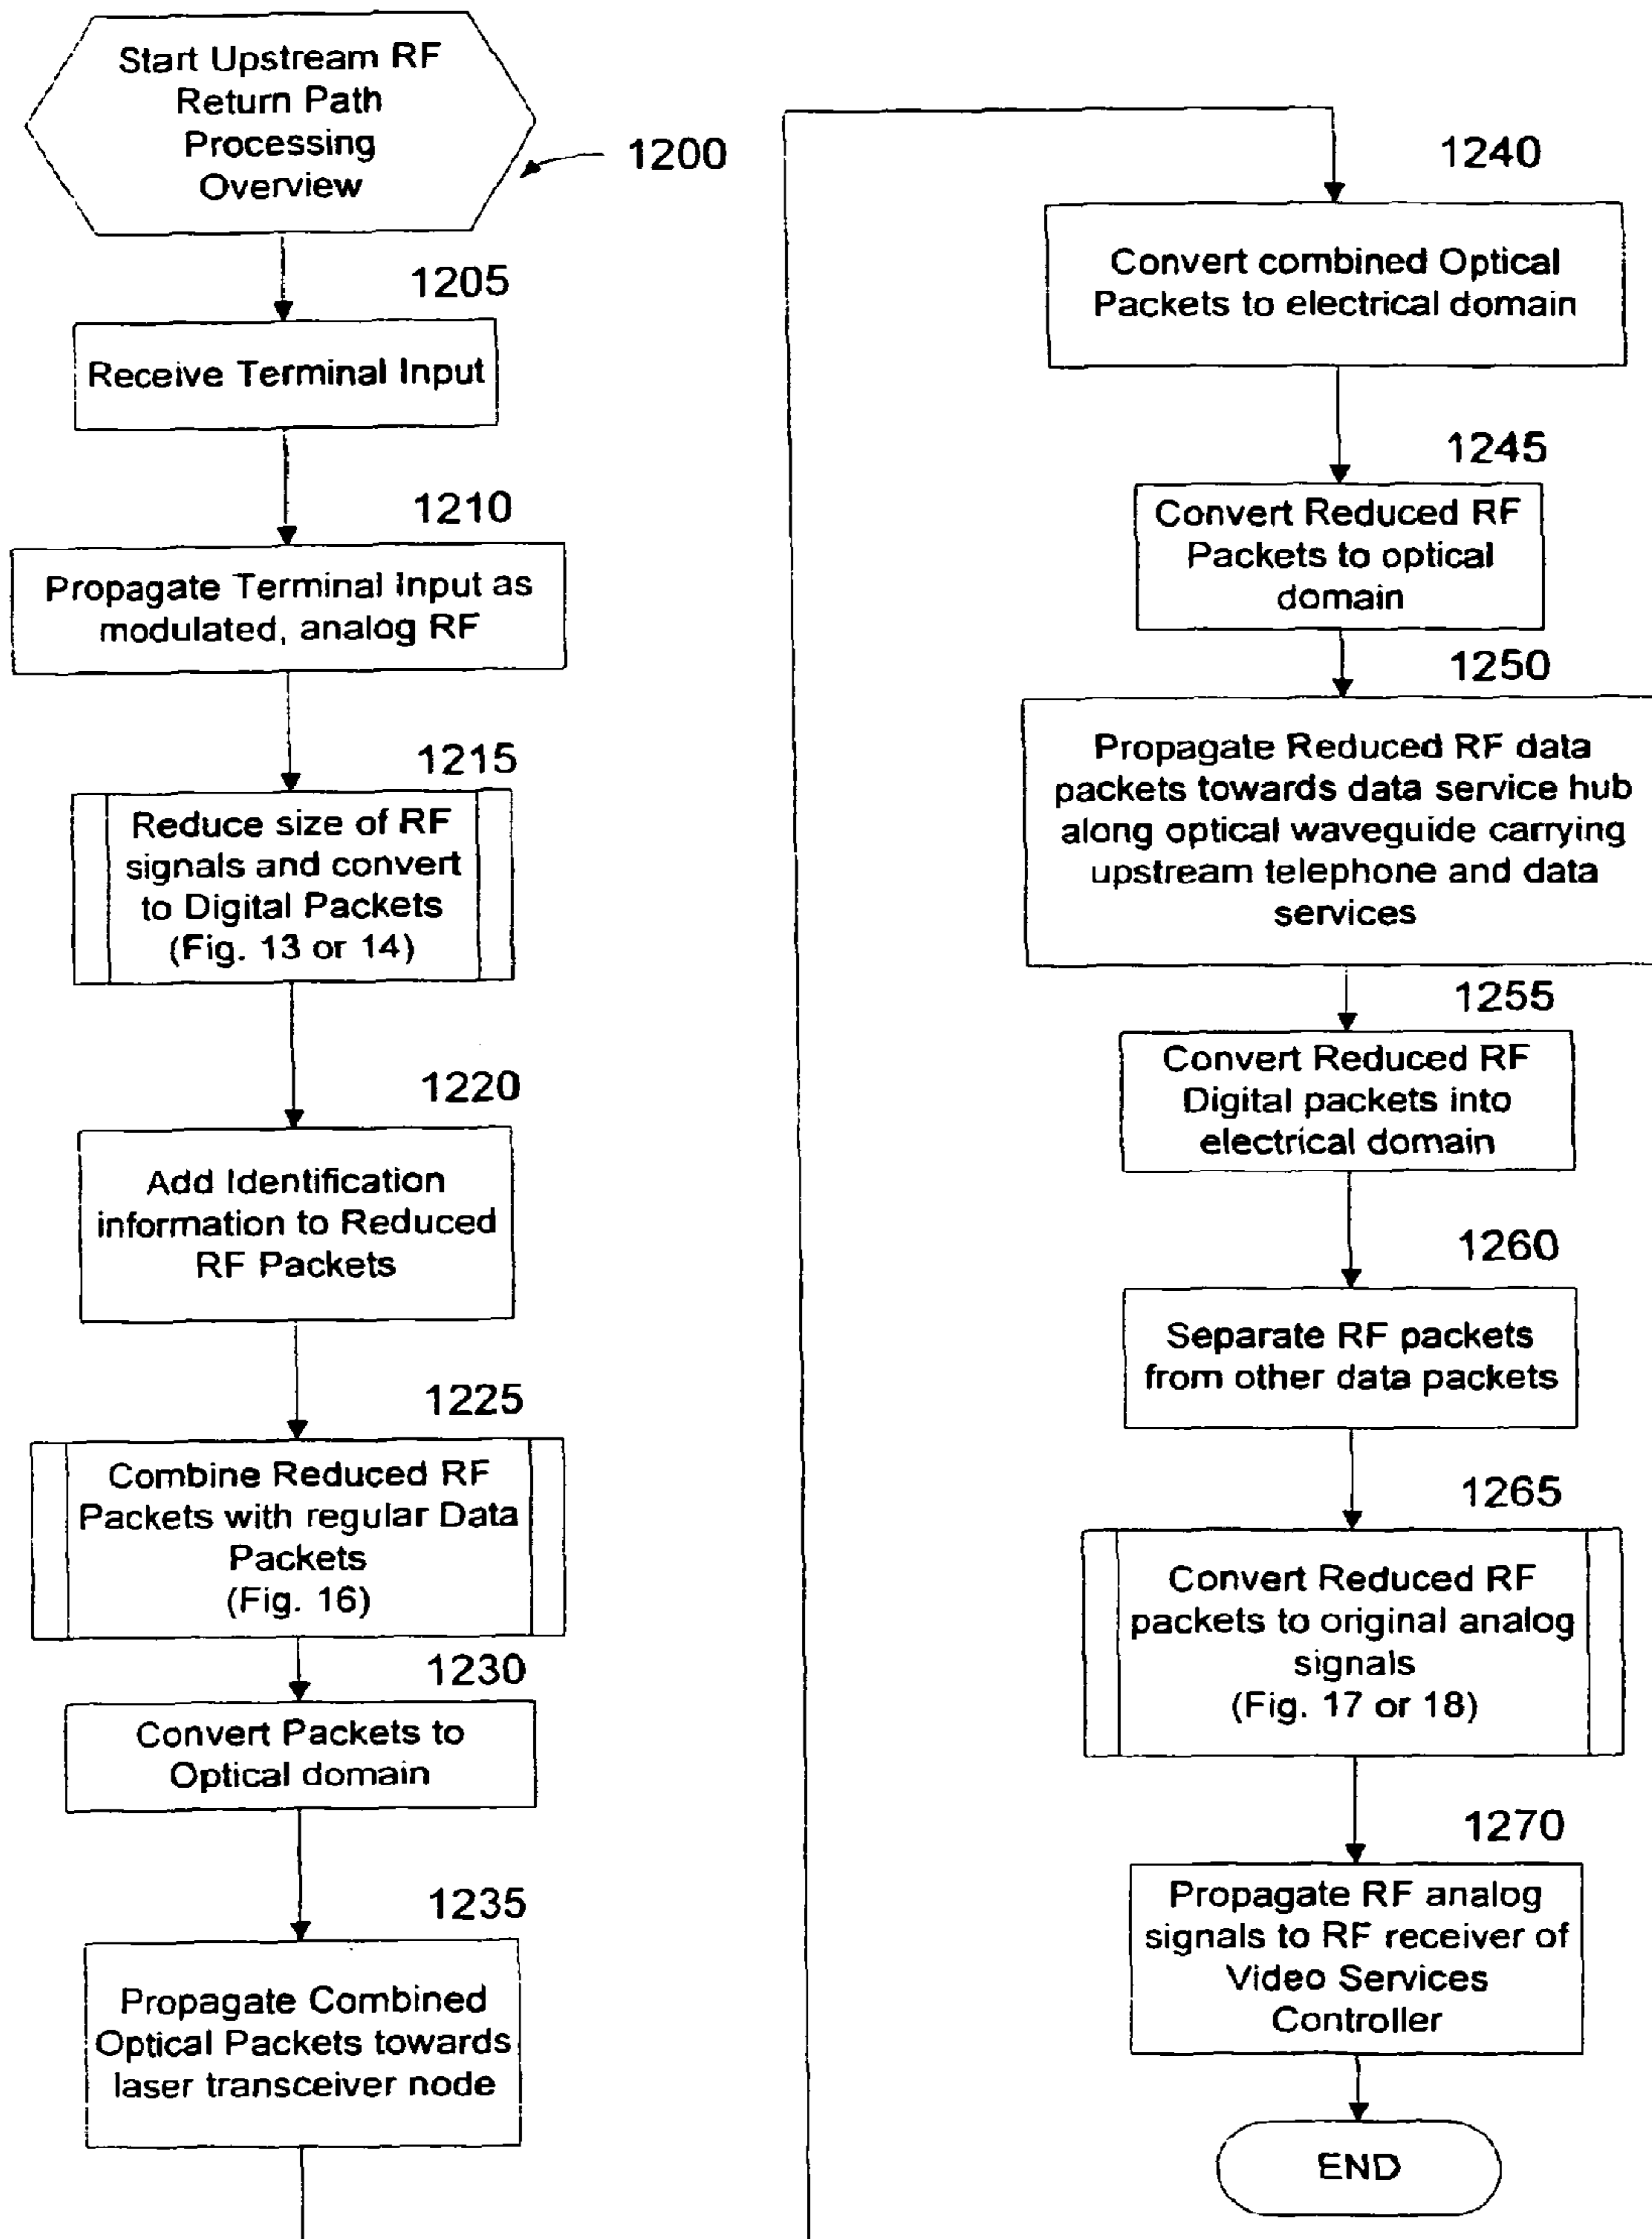 Start Upstream RF
Return Path
Processing
Overview
1200
1205
Receive Terminal Input
1210
Propagate Terminal Input as
modulated, analog RF
1215
Reduce size of RF
signals and convert
to Digital Packets
(Fig. 13 or 14)
1220
Add Identification
information to Reduced
RF Packets
1225
Combine Reduced RF
Packets with regular Data
Packets
(Fig. 16)
1230
Convert Packets to
Optical domain
1235
Propagate Combined
Optical Packets towards
laser transceiver node
1240
Convert combined Optical
Packets to electrical domain
1245
Convert Reduced RF
Packets to optical
domain
1250
Propagate Reduced RF data
packets towards data service hub
along optical waveguide carrying
upstream telephone and data
services
1255
Convert Reduced RF
Digital packets into
electrical domain
1260
Separate RF packets
from other data packets
1265
Convert Reduced RF
packets to original analog
signals
(Fig. 17 or 18)
1270
Propagate RF analog
signals to RF receiver of
Video Services
Controller
END